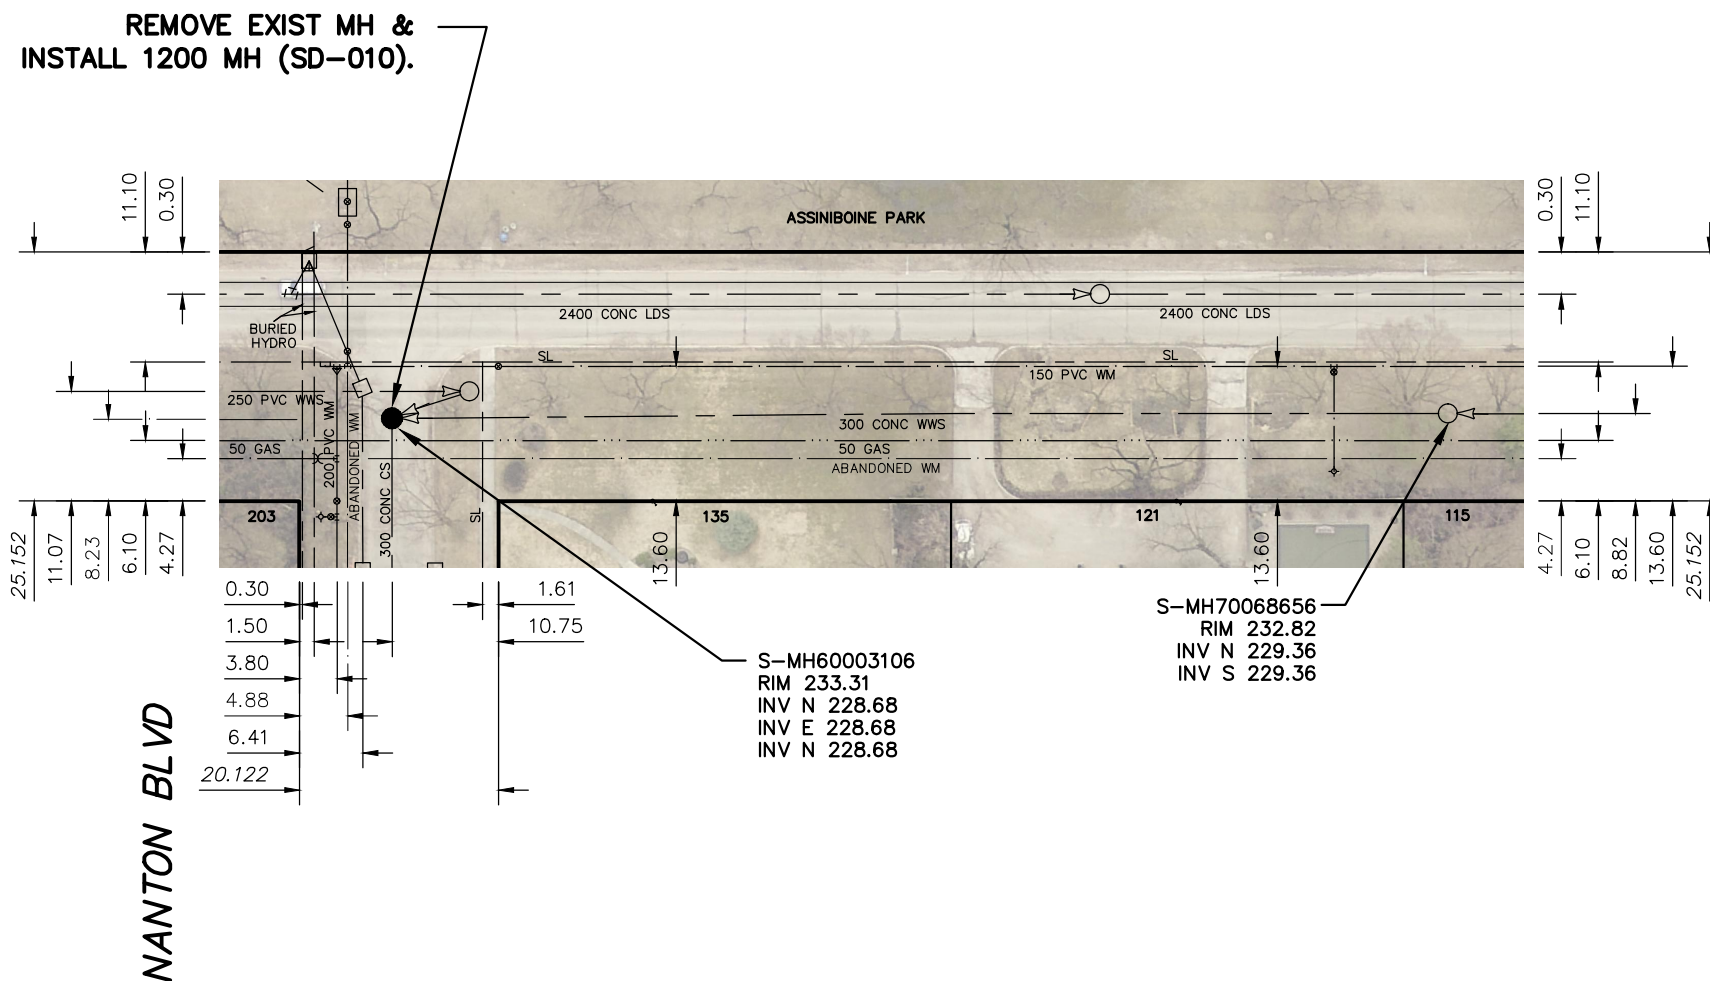 REMOVE EXIST MH &
INSTALL 1200 MH (SD-010).
11.10
0.30
0.30
11.10
ASSINIBOINE PARK
2400 CONC LDS
2400 CONC LDS
BURIED
HYDRO
SL
SL
150 PVC WM
250 PVC WWS
300 CONC WWS
50 GAS
50 GAS
ABANDONED WM
200 PVC WM
ABANDONED WM
300 CONC CS
SL
203
135
121
115
25.152
11.07
8.23
6.10
4.27
13.60
13.60
4.27
6.10
8.82
13.60
25.152
0.30
1.61
1.50
10.75
3.80
4.88
6.41
20.122
S-MH60003106
RIM 233.31
INV N 228.68
INV E 228.68
INV N 228.68
S-MH70068656
RIM 232.82
INV N 229.36
INV S 229.36
NANTON BLVD